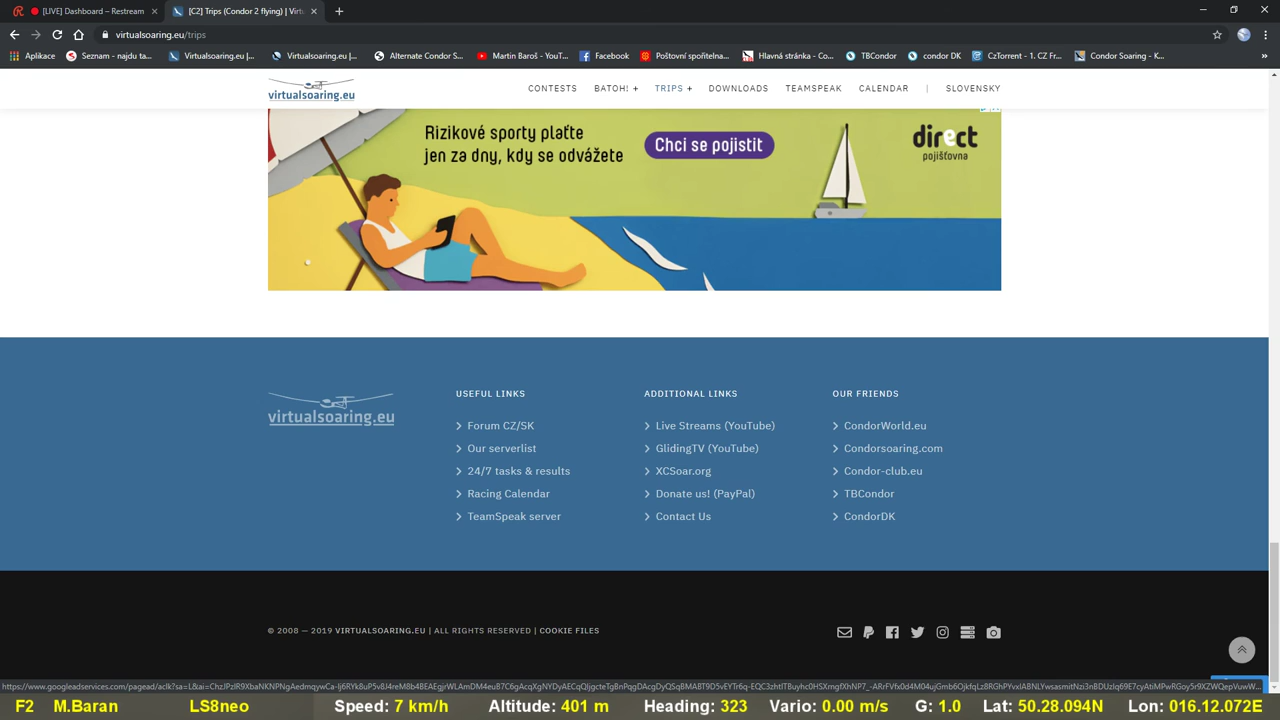 [LIVE] Dashboard – Restream
[C2] Trips (Condor 2 flying) | Virt
virtualsoaring.eu/trips
Aplikace
Seznam - najdu ta...
Virtualsoaring.eu |...
Virtualsoaring.eu |...
Alternate Condor S...
Martin Baroš - YouT...
Facebook
Poštovní spořitelna...
Hlavná stránka - Co...
TBCondor
condor DK
CzTorrent - 1. CZ Fr...
Condor Soaring - K...
virtualsoaring.eu
CONTESTS
BATOH! +
TRIPS +
DOWNLOADS
TEAMSPEAK
CALENDAR
|
SLOVENSKY
Rizikové sporty plaťte
jen za dny, kdy se odvážete
Chci se pojistit
direct
pojišťovna
virtualsoaring.eu
USEFUL LINKS
Forum CZ/SK
Our serverlist
24/7 tasks & results
Racing Calendar
TeamSpeak server
ADDITIONAL LINKS
Live Streams (YouTube)
GlidingTV (YouTube)
XCSoar.org
Donate us! (PayPal)
Contact Us
OUR FRIENDS
CondorWorld.eu
Condorsoaring.com
Condor-club.eu
TBCondor
CondorDK
© 2008 — 2019 VIRTUALSOARING.EU | ALL RIGHTS RESERVED | COOKIE FILES
F2 M.Baran LS8neo Speed: 7 km/h Altitude: 401 m Heading: 323 Vario: 0.00 m/s G: 1.0 Lat: 50.28.094N Lon: 016.12.072E